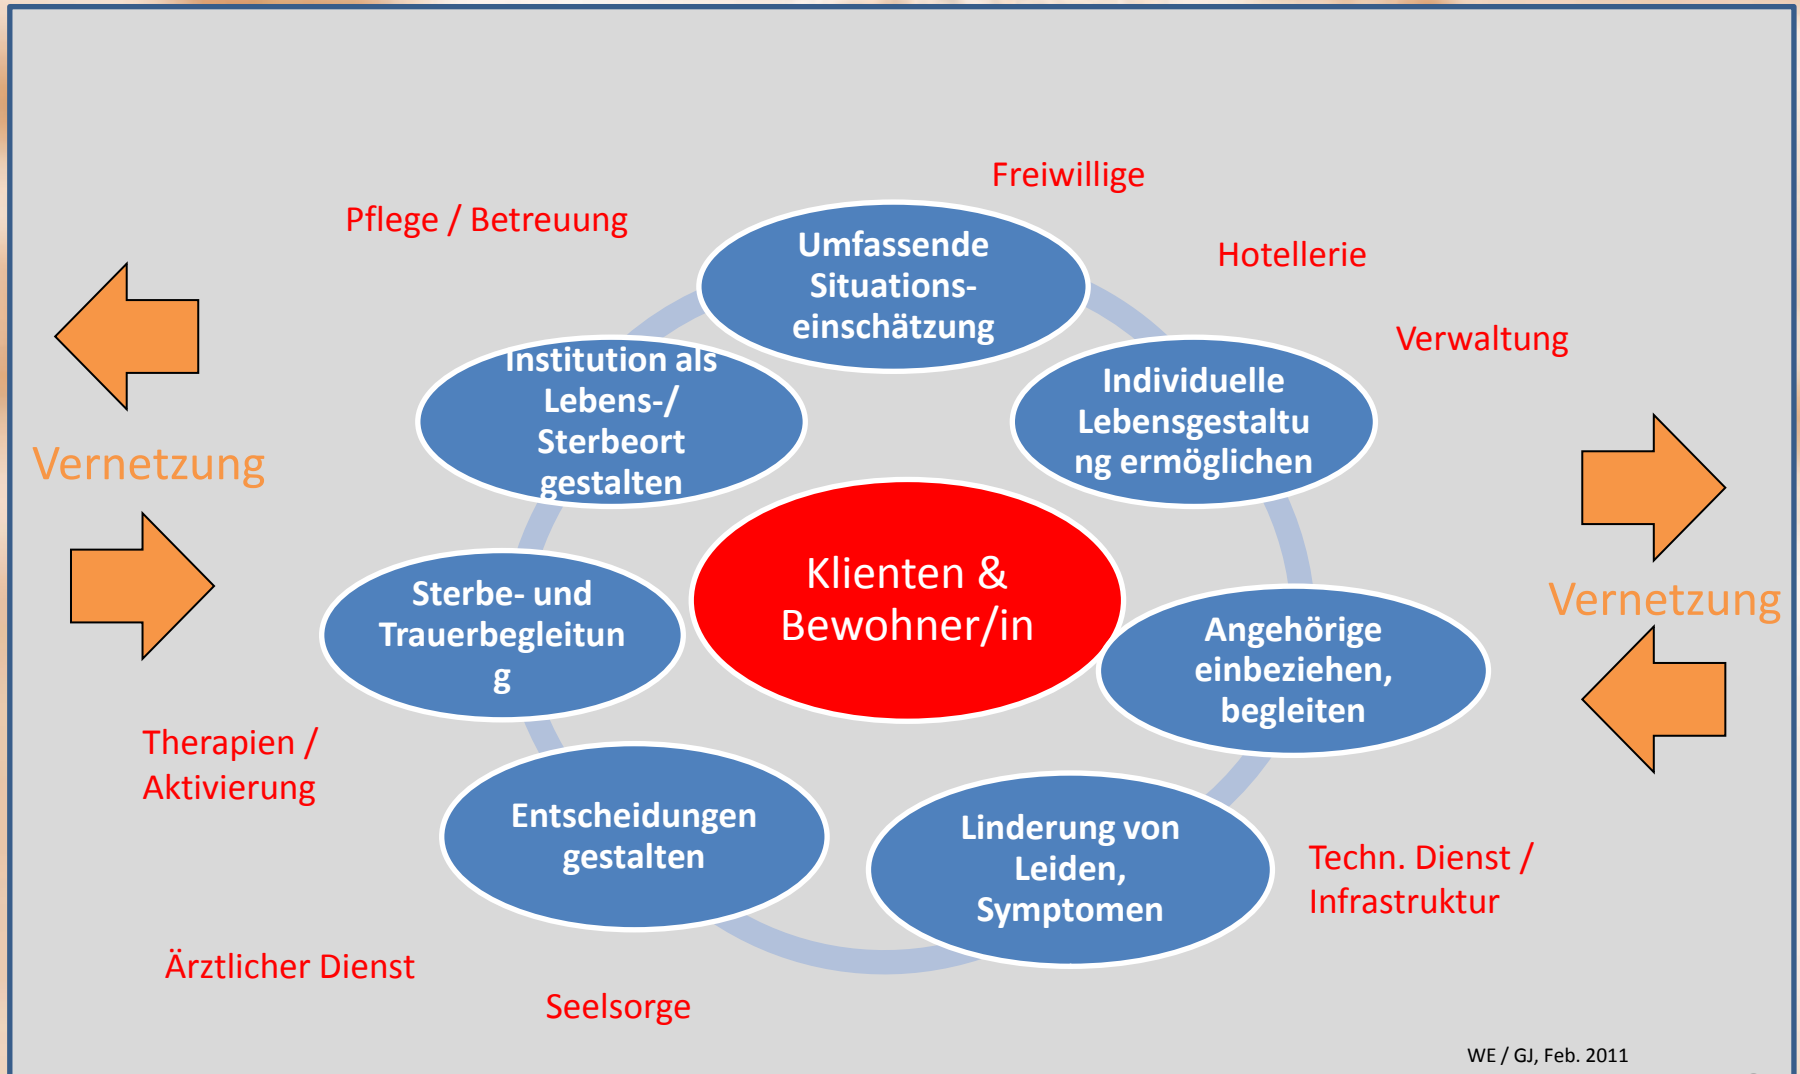 Freiwillige
Pflege / Betreuung
Umfassende
Situations-
einschätzung
Hotellerie
Verwaltung
Institution als
Lebens-/
Sterbeort
gestalten
Individuelle
Lebensgestaltu
ng ermöglichen
Vernetzung
Klienten &
Bewohner/in
Sterbe- und
Trauerbegleitun
g
Angehörige
einbeziehen,
begleiten
Vernetzung
Therapien /
Aktivierung
Entscheidungen
gestalten
Linderung von
Leiden,
Symptomen
Techn. Dienst /
Infrastruktur
Ärztlicher Dienst
Seelsorge
WE / GJ, Feb. 2011